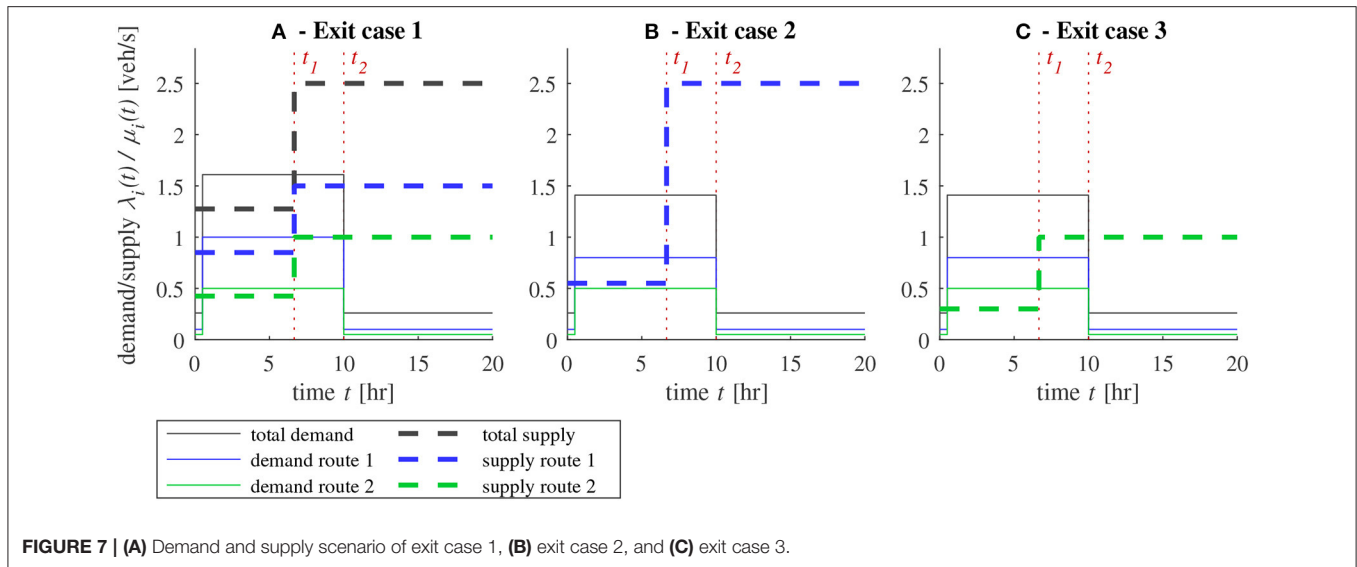 A - Exit case 1
B - Exit case 2
C - Exit case 3
demand/supply λi(t) / μi(t) [veh/s]
t1 t2
t1 t2
t1 t2
2.5
2
1.5
1
0.5
0
2.5
2
1.5
1
0.5
0
2.5
2
1.5
1
0.5
0
0 5 10 15 20
0 5 10 15 20
0 5 10 15 20
time t [hr]
time t [hr]
time t [hr]
total demand
total supply
demand route 1
supply route 1
demand route 2
supply route 2
FIGURE 7 | (A) Demand and supply scenario of exit case 1, (B) exit case 2, and (C) exit case 3.